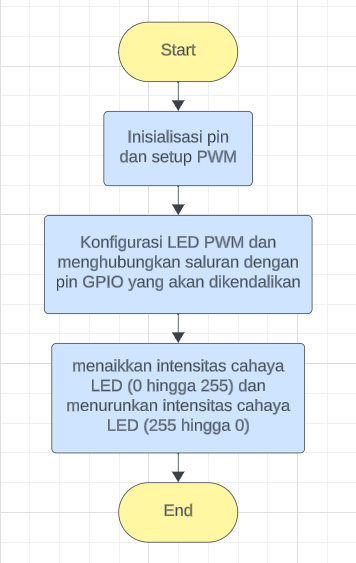 Start
Inisialisasi pin
dan setup PWM
Konfigurasi LED PWM dan
menghubungkan saluran dengan
pin GPIO yang akan dikendalikan
menaikkan intensitas cahaya
LED (0 hingga 255) dan
menurunkan intensitas cahaya
LED (255 hingga 0)
End